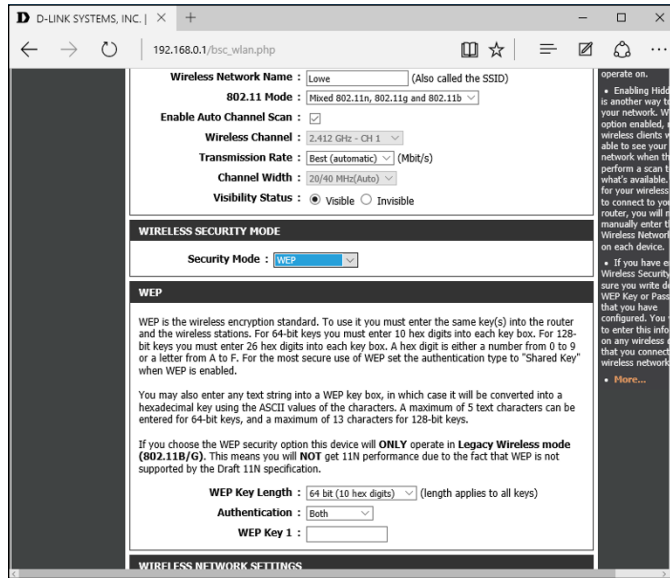 D-LINK SYSTEMS, INC. |
192.168.0.1/bsc_wlan.php
Wireless Network Name : Lowe (Also called the SSID)
802.11 Mode : Mixed 802.11n, 802.11g and 802.11b
Enable Auto Channel Scan :
Wireless Channel : 2.412 GHz - CH 1
Transmission Rate : Best (automatic) (Mbit/s)
Channel Width : 20/40 MHz(Auto)
Visibility Status : Visible Invisible
WIRELESS SECURITY MODE
Security Mode : WEP
WEP
WEP is the wireless encryption standard. To use it you must enter the same key(s) into the router
and the wireless stations. For 64-bit keys you must enter 10 hex digits into each key box. For 128-
bit keys you must enter 26 hex digits into each key box. A hex digit is either a number from 0 to 9
or a letter from A to F. For the most secure use of WEP set the authentication type to "Shared Key"
when WEP is enabled.
You may also enter any text string into a WEP key box, in which case it will be converted into a
hexadecimal key using the ASCII values of the characters. A maximum of 5 text characters can be
entered for 64-bit keys, and a maximum of 13 characters for 128-bit keys.
If you choose the WEP security option this device will ONLY operate in Legacy Wireless mode
(802.11B/G). This means you will NOT get 11N performance due to the fact that WEP is not
supported by the Draft 11N specification.
WEP Key Length : 64 bit (10 hex digits) (length applies to all keys)
Authentication : Both
WEP Key 1 :
WIRELESS NETWORK SETTINGS
operate on.
• Enabling Hidd
is another way to
your network. W
option enabled,
wireless clients
able to see your
network when th
perform a scan t
what's available.
for your wireless
to connect to you
router, you will
manually enter t
Wireless Network
on each device.
• If you have e
Wireless Security
sure you write d
WEP Key or Pass
that you have
configured. You
to enter this info
on any wireless
that you connect
wireless network
• More...